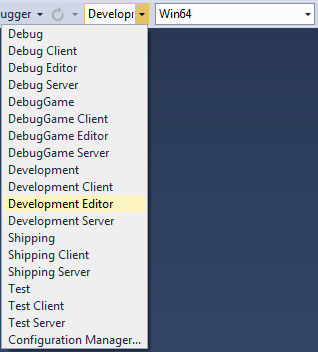 ugger Develop Win64
Debug
Debug Client
Debug Editor
Debug Server
DebugGame
DebugGame Client
DebugGame Editor
DebugGame Server
Development
Development Client
Development Editor
Development Server
Shipping
Shipping Client
Shipping Server
Test
Test Client
Test Server
Configuration Manager...